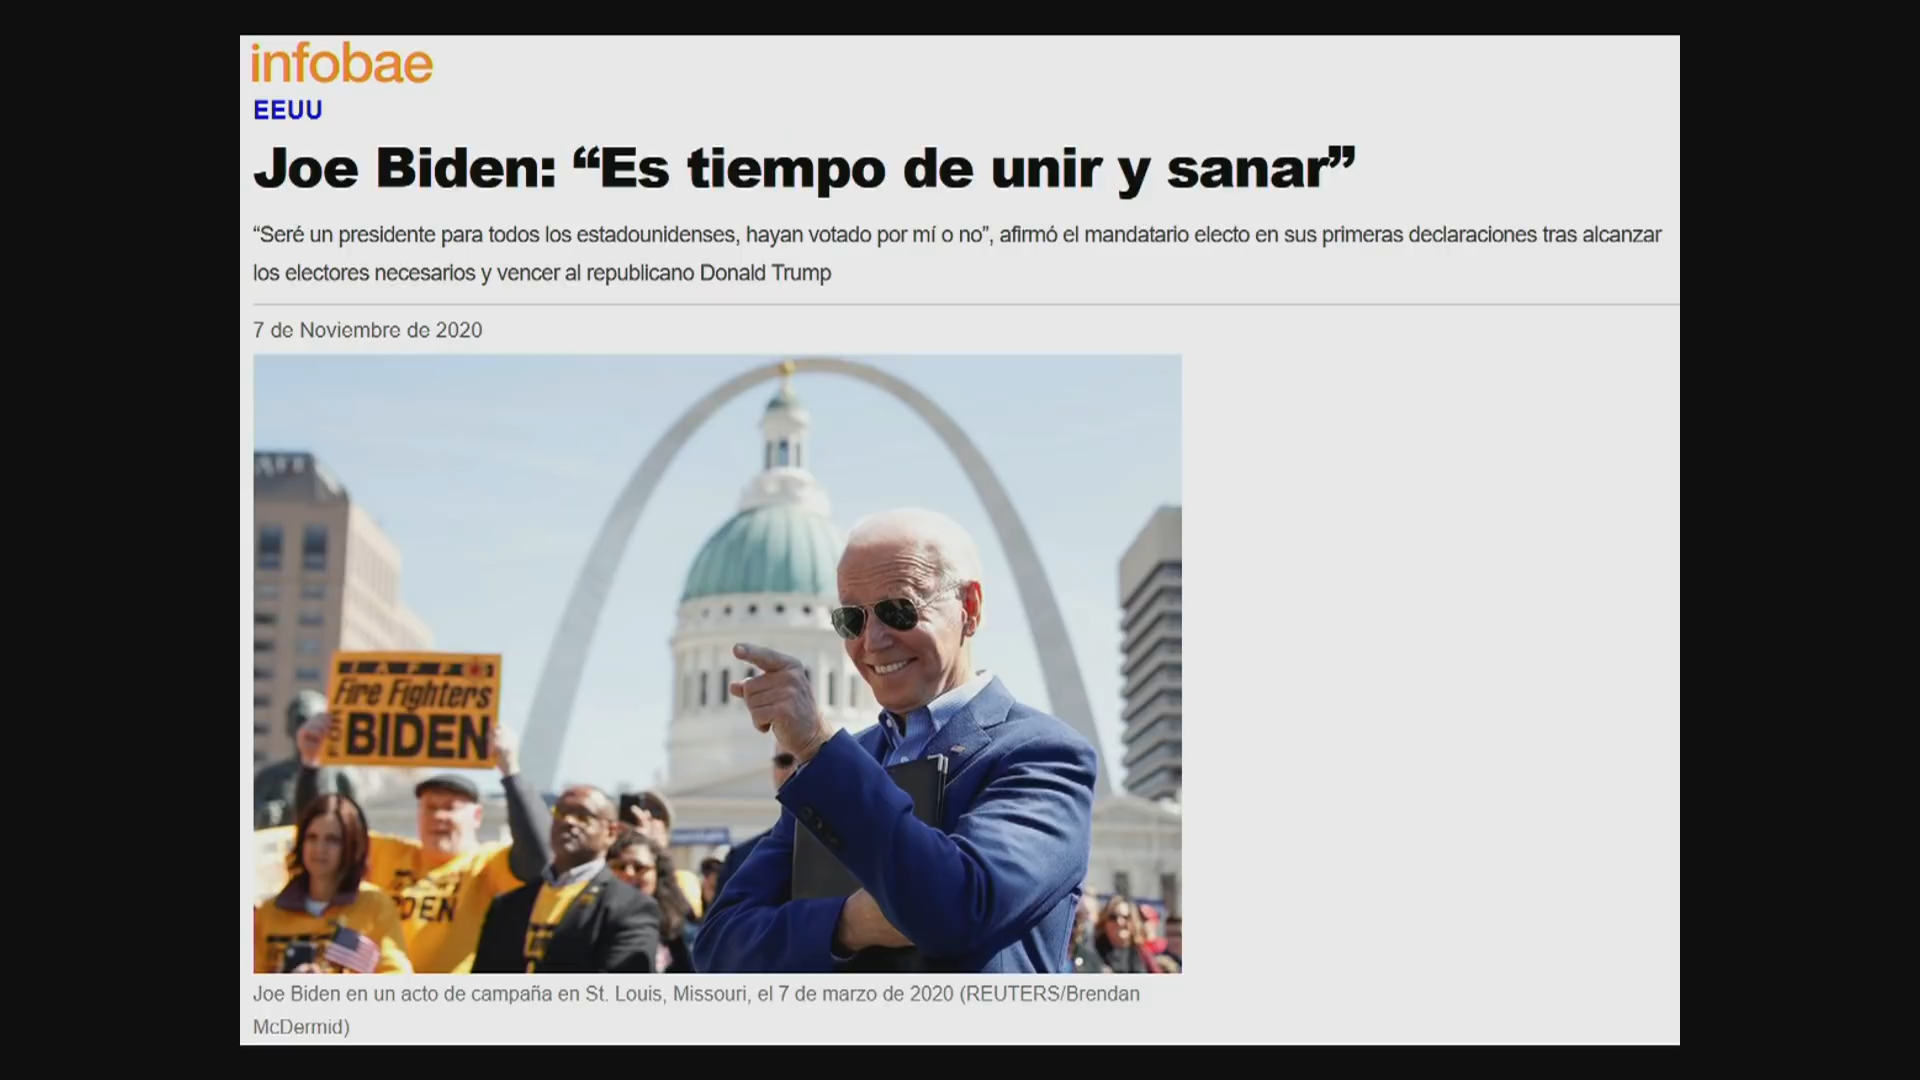 infobae
EEUU
Joe Biden: “Es tiempo de unir y sanar”
“Seré un presidente para todos los estadounidenses, hayan votado por mí o no”, afirmó el mandatario electo en sus primeras declaraciones tras alcanzar
los electores necesarios y vencer al republicano Donald Trump
7 de Noviembre de 2020
Fire Fighters
FOR BIDEN
Joe Biden en un acto de campaña en St. Louis, Missouri, el 7 de marzo de 2020 (REUTERS/Brendan
McDermid)